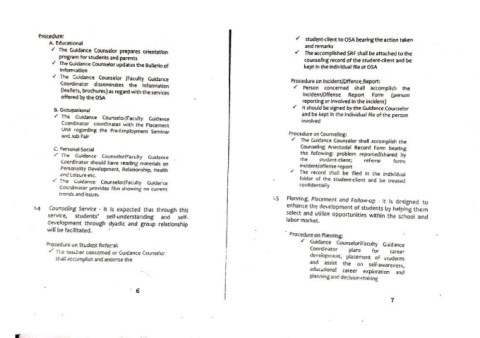 Procedure:
A. Educational
✓ The Guidance Counselor prepares orientation
program for students and parents
✓ The Guidance Counselor updates the Bulletin of
Information
✓ The Guidance Counselor /Faculty Guidance
Coordinator disseminates the information
(leaflets, brochures) as regard with the services
offered by the OSA
B. Occupational
✓ The Guidance Counselor/Faculty Guidance
Coordinator coordinates with the Placement
Unit regarding the Pre-Employment Seminar
and Job Fair
C. Personal-Social
✓ The Guidance Counselor/Faculty Guidance
Coordinator should have reading materials on
Personality Development, Relationship, Health
and Leisure etc.
✓ The Guidance Counselor/Faculty Guidance
Coordinator provides film showing on current
trends and issues
4.4 Counseling Service - It is expected that through this
service, students' self-understanding and self-
development through dyadic and group relationship
will be facilitated.
Procedure on Student Referral:
✓ The teacher concerned or Guidance Counselor
shall accomplish and endorse the
6
✓ student-client to OSA bearing the action taken
and remarks
✓ The accomplished SRF shall be attached to the
counseling record of the student-client and be
kept in the individual file at OSA
Procedure on Incident/Offense Report:
✓ Person concerned shall accomplish the
Incident/Offense Report Form (person
reporting or involved in the incident)
✓ It should be signed by the Guidance Counselor
and be kept in the individual file of the person
involved
Procedure on Counseling:
✓ The Guidance Counselor shall accomplish the
Counseling Anecdotal Record Form bearing
the following: problem reported/shared by
the student-client; referral form;
incident/offense report
✓ The record shall be filed in the individual
folder of the student-client and be treated
confidentially
4.5 Planning, Placement and Follow-up - It is designed to
enhance the development of students by helping them
select and utilize opportunities within the school and
labor market.
Procedure on Planning:
✓ Guidance Counselor/Faculty Guidance
Coordinator plans for career
development, placement of students
and assist the on self-awareness,
educational career exploration and
planning and decision-making
7